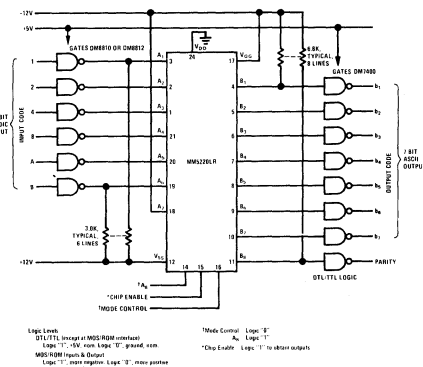 -12V
+5V
GATES DM8810 OR DM8812
V_DD
24
6.8K,
TYPICAL,
8 LINES
GATES DM7400
BIT
INPUT CODE
1
2
4
8
A
B
A₁
A₂
A₃
A₄
A₅
A₆
A₇
3
2
1
21
20
19
18
3.0K,
TYPICAL,
6 LINES
-12V
V_SS
12
MM5220LR
V_GG
17
B₁
B₂
B₃
B₄
B₅
B₆
B₇
B₈
4
5
6
7
8
9
10
11
b₁
b₂
b₃
b₄
b₅
b₆
b₇
PARITY
7 BIT
ASCII
OUTPUT CODE
DTL/TTL LOGIC
14
15
16
†A₈
*CHIP ENABLE
†MODE CONTROL
Logic Levels
DTL/TTL (except at MOS/ROM interface)
Logic "1", +5V, nom. Logic "0", ground, nom.
MOS/ROM Inputs & Output
Logic "1", more negative. Logic "0", more positive
†Mode Control Logic "0"
A₈ Logic "1"
*Chip Enable Logic "1" to obtain outputs